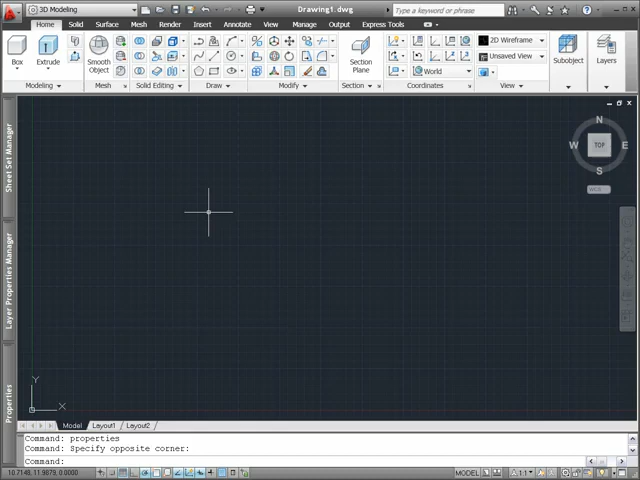 3D Modeling
Drawing1.dwg
Type a keyword or phrase
Home Solid Surface Mesh Render Insert Annotate View Manage Output Express Tools
Box
Extrude
Smooth
Object
Section
Plane
2D Wireframe
Unsaved View
World
Subobject
Layers
Modeling
Mesh
Solid Editing
Draw
Modify
Section
Coordinates
View
N
W
TOP
E
S
WCS
Sheet Set Manager
Layer Properties Manager
Properties
Y
X
Model Layout1 Layout2
Command: properties
Command: Specify opposite corner:
Command:
10.7148, 11.9879, 0.0000
MODEL
1:1